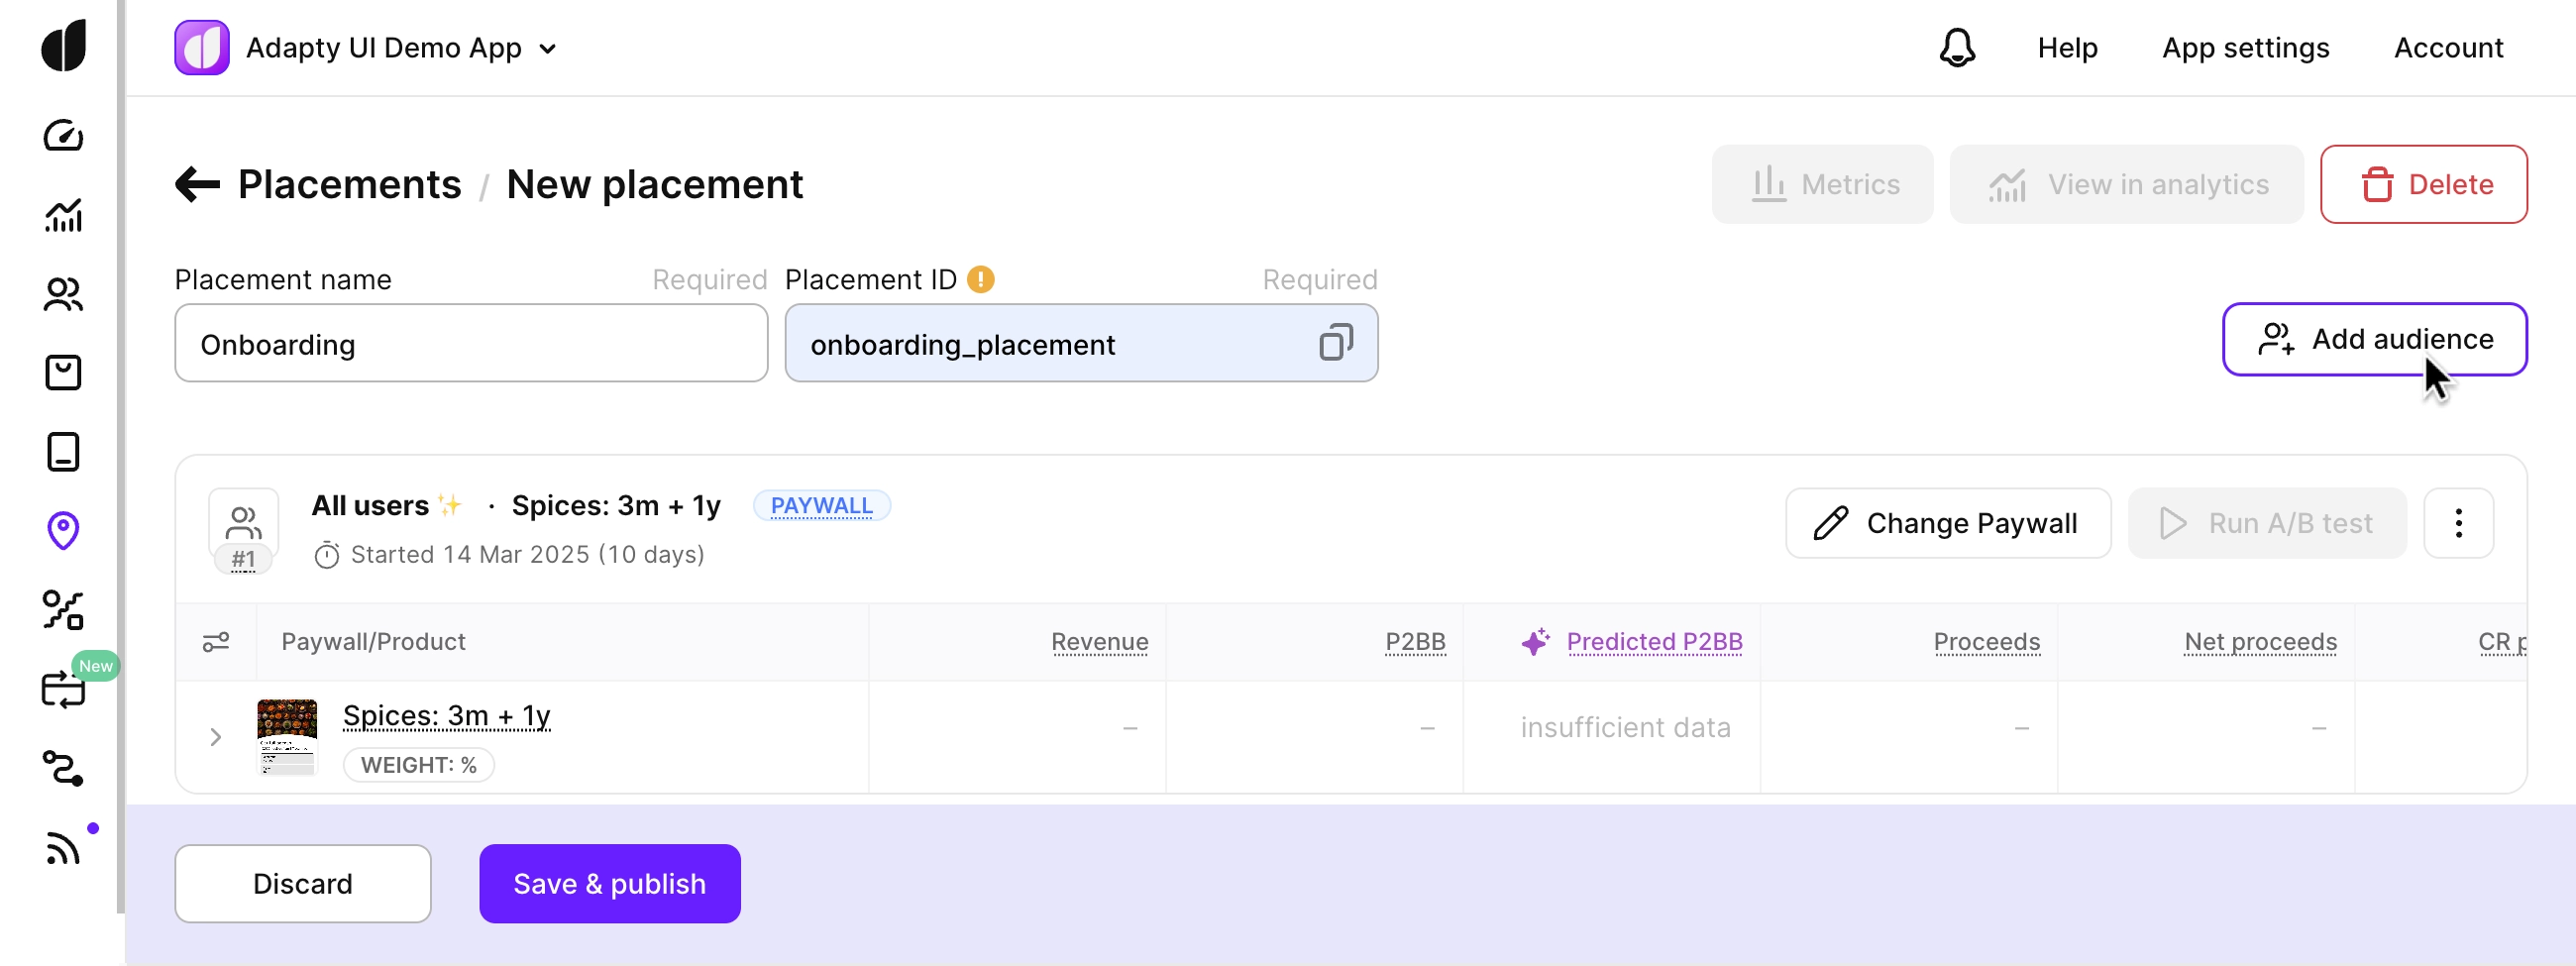 Adapty UI Demo App
Help
App settings
Account
Placements / New placement
Metrics
View in analytics
Delete
Placement name
Required
Placement ID
Required
Onboarding
onboarding_placement
Add audience
All users ✨ · Spices: 3m + 1y
PAYWALL
#1
Started 14 Mar 2025 (10 days)
Change Paywall
Run A/B test
Paywall/Product
Revenue
P2BB
Predicted P2BB
Proceeds
Net proceeds
CR p
New
Spices: 3m + 1y
WEIGHT: %
–
–
insufficient data
–
–
Discard
Save & publish